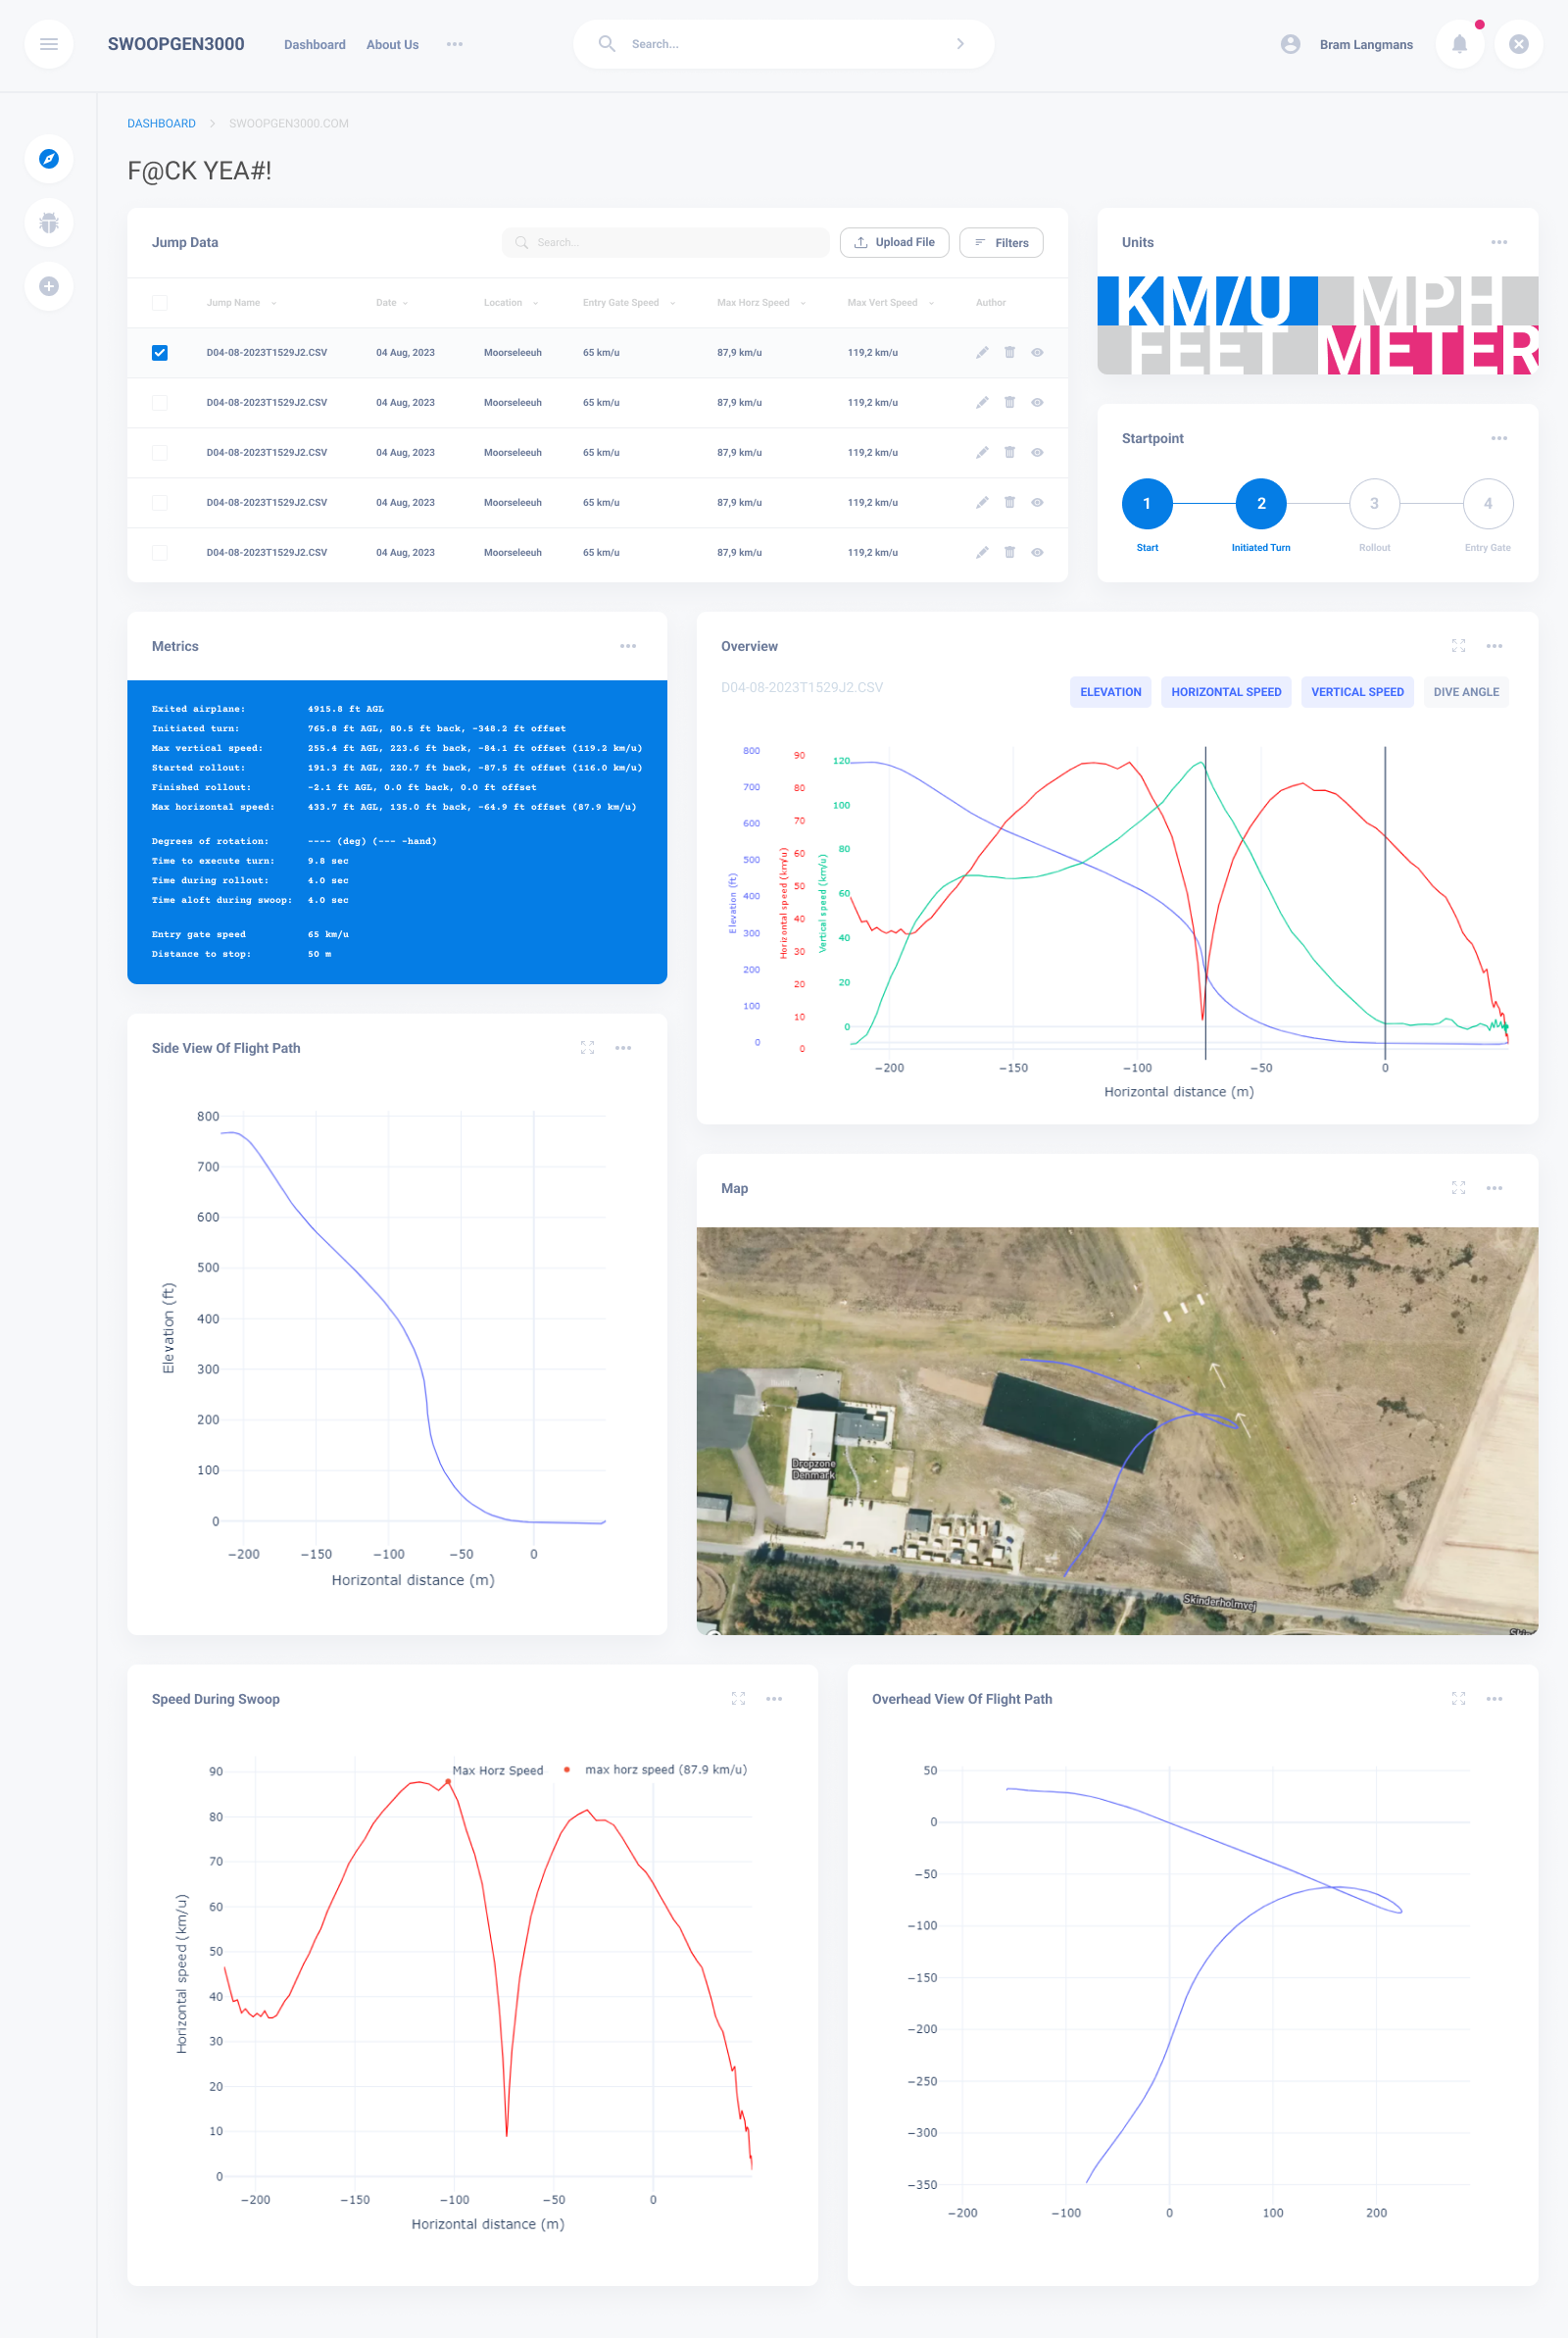 SWOOPGEN3000
Dashboard
About Us
Search...
Bram Langmans
DASHBOARD > SWOOPGEN3000.COM
F@CK YEA#!
Jump Data
Search...
Upload File
Filters
Jump Name Date Location Entry Gate Speed Max Horz Speed Max Vert Speed Author
D04-08-2023T1529J2.CSV 04 Aug, 2023 Moorseleeuh 65 km/u 87,9 km/u 119,2 km/u
D04-08-2023T1529J2.CSV 04 Aug, 2023 Moorseleeuh 65 km/u 87,9 km/u 119,2 km/u
D04-08-2023T1529J2.CSV 04 Aug, 2023 Moorseleeuh 65 km/u 87,9 km/u 119,2 km/u
D04-08-2023T1529J2.CSV 04 Aug, 2023 Moorseleeuh 65 km/u 87,9 km/u 119,2 km/u
D04-08-2023T1529J2.CSV 04 Aug, 2023 Moorseleeuh 65 km/u 87,9 km/u 119,2 km/u
Units
KM/U MPH
FEET METER
Startpoint
1 2 3 4
Start Initiated Turn Rollout Entry Gate
Metrics
Exited airplane: 4915.8 ft AGL
Initiated turn: 765.8 ft AGL, 80.5 ft back, -348.2 ft offset
Max vertical speed: 255.4 ft AGL, 223.6 ft back, -84.1 ft offset (119.2 km/u)
Started rollout: 191.3 ft AGL, 220.7 ft back, -87.5 ft offset (116.0 km/u)
Finished rollout: -2.1 ft AGL, 0.0 ft back, 0.0 ft offset
Max horizontal speed: 433.7 ft AGL, 135.0 ft back, -64.9 ft offset (87.9 km/u)
Degrees of rotation: ---- (deg) (--- -hand)
Time to execute turn: 9.8 sec
Time during rollout: 4.0 sec
Time aloft during swoop: 4.0 sec
Entry gate speed 65 km/u
Distance to stop: 50 m
Overview
D04-08-2023T1529J2.CSV
ELEVATION HORIZONTAL SPEED VERTICAL SPEED DIVE ANGLE
Elevation (ft)
800
700
600
500
400
300
200
100
0
Horizontal speed (km/u)
90
80
70
60
50
40
30
20
10
0
Vertical speed (km/u)
120
100
80
60
40
20
0
−200 −150 −100 −50 0
Horizontal distance (m)
Side View Of Flight Path
Elevation (ft)
800
700
600
500
400
300
200
100
0
−200 −150 −100 −50 0
Horizontal distance (m)
Map
Dropzone
Denmark
Skinderholmvej
Speed During Swoop
Max Horz Speed
max horz speed (87.9 km/u)
Horizontal speed (km/u)
90
80
70
60
50
40
30
20
10
0
−200 −150 −100 −50 0
Horizontal distance (m)
Overhead View Of Flight Path
50
0
−50
−100
−150
−200
−250
−300
−350
−200 −100 0 100 200